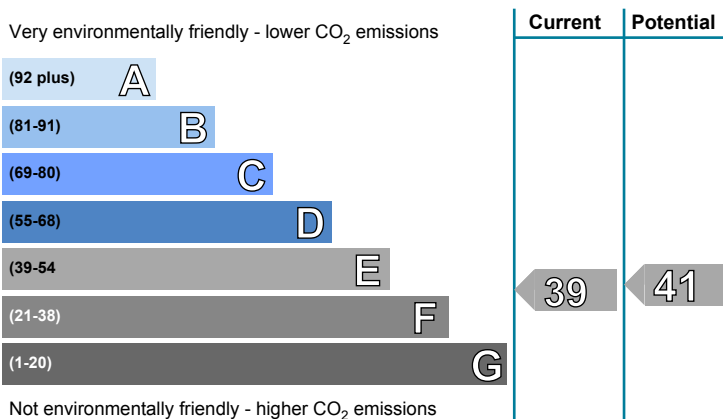 Current Potential
Very environmentally friendly - lower CO₂ emissions
(92 plus) A
(81-91) B
(69-80) C
(55-68) D
(39-54 E
39 41
(21-38) F
(1-20) G
Not environmentally friendly - higher CO₂ emissions